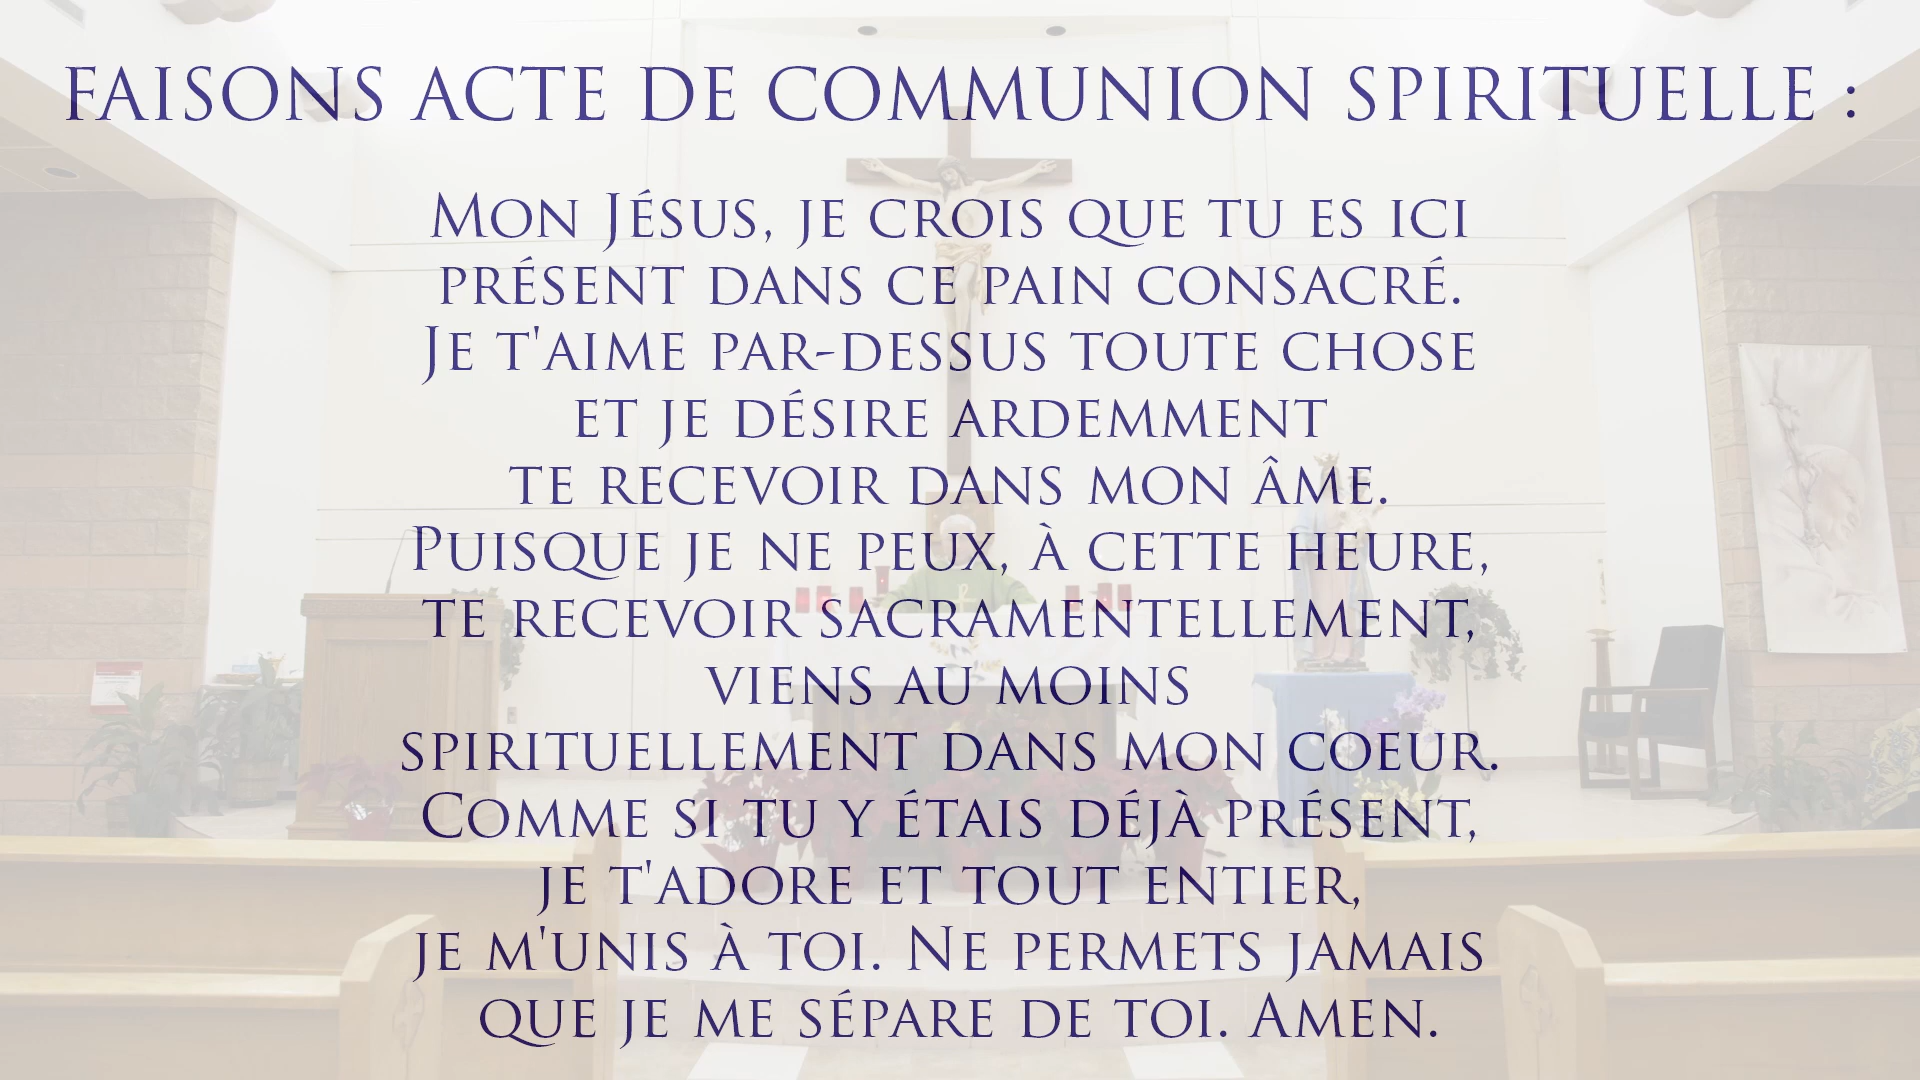 FAISONS ACTE DE COMMUNION SPIRITUELLE :
Mon Jésus, je crois que tu es ici
présent dans ce pain consacré.
Je t'aime par-dessus toute chose
et je désire ardemment
te recevoir dans mon âme.
Puisque je ne peux, à cette heure,
te recevoir sacramentellement,
viens au moins
spirituellement dans mon coeur.
Comme si tu y étais déjà présent,
je t'adore et tout entier,
je m'unis à toi. Ne permets jamais
que je me sépare de toi. Amen.